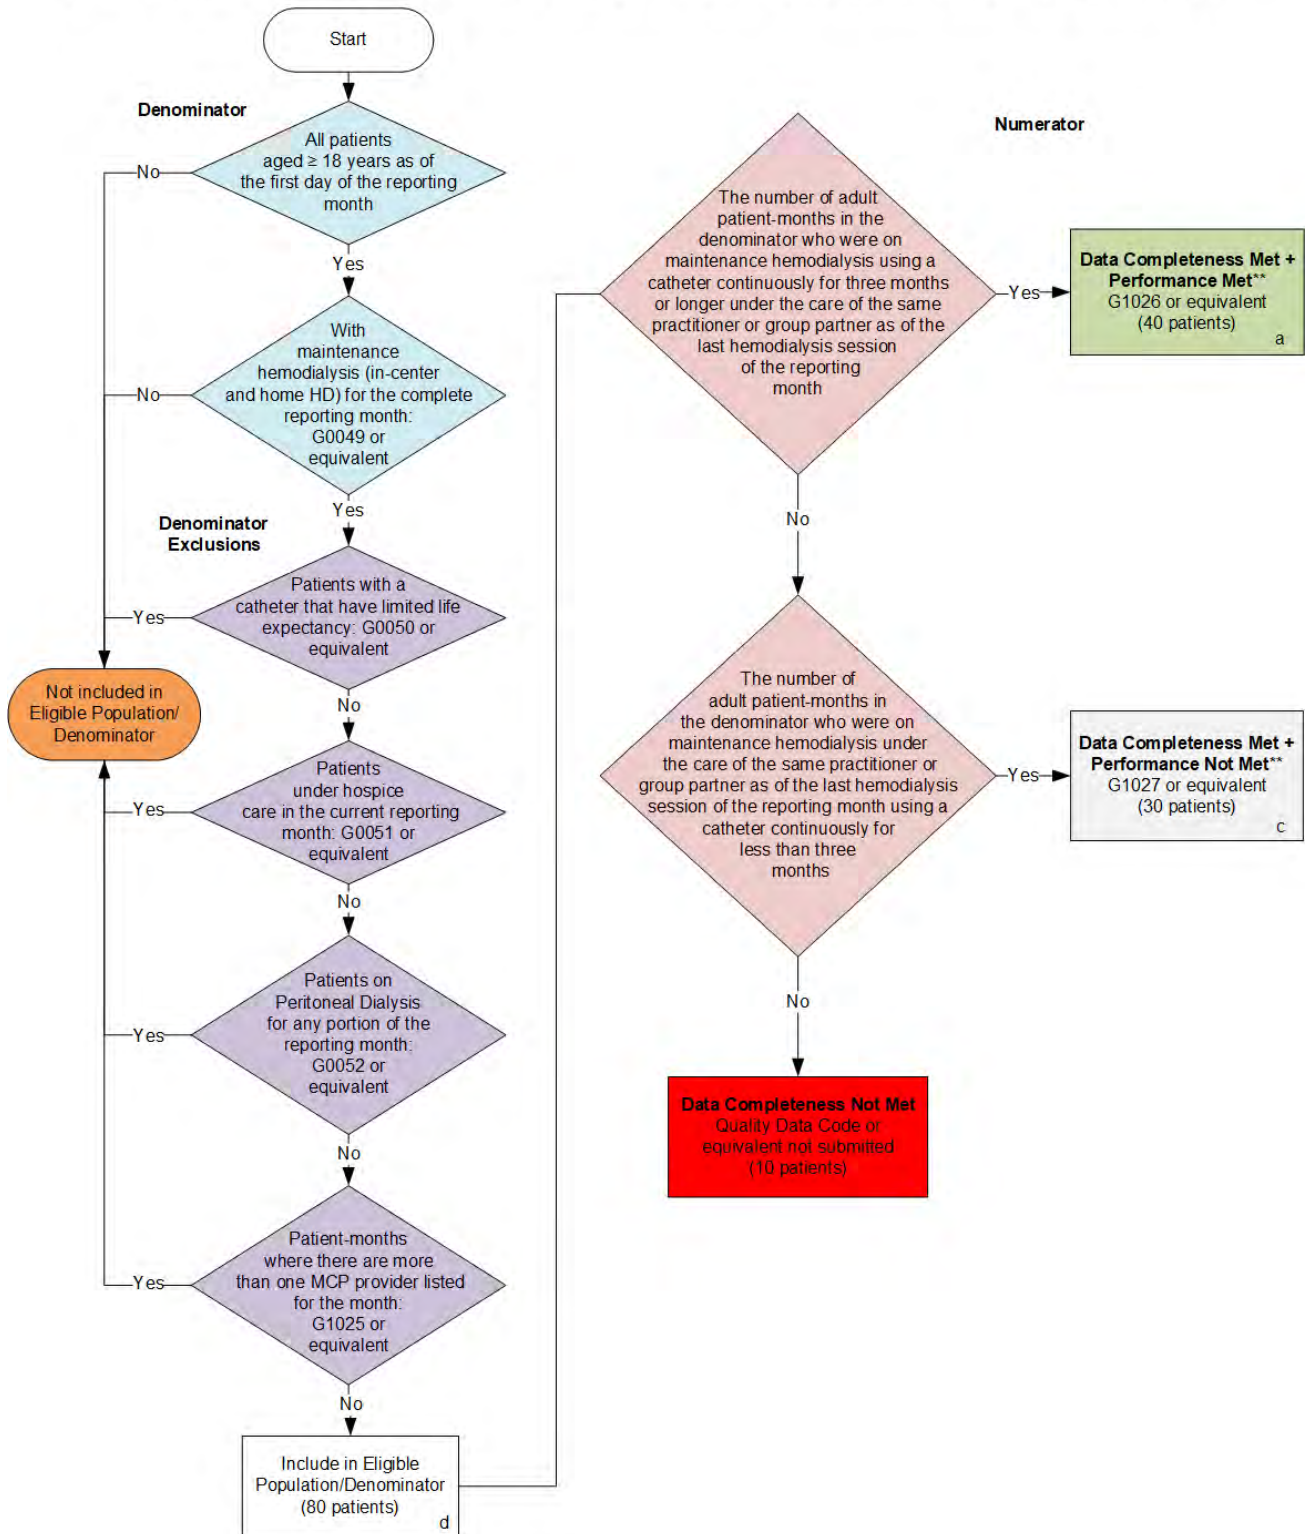 Start
Denominator
All patients
aged ≥ 18 years as of
the first day of the reporting
month
No
Yes
With
maintenance
hemodialysis (in-center
and home HD) for the complete
reporting month:
G0049 or
equivalent
No
Yes
Denominator
Exclusions
Patients with a
catheter that have limited life
expectancy: G0050 or
equivalent
Yes
No
Not included in
Eligible Population/
Denominator
Patients
under hospice
care in the current reporting
month: G0051 or
equivalent
Yes
No
Patients on
Peritoneal Dialysis
for any portion of the
reporting month:
G0052 or
equivalent
Yes
No
Patient-months
where there are more
than one MCP provider listed
for the month:
G1025 or
equivalent
Yes
No
Include in Eligible
Population/Denominator
(80 patients)
d
Numerator
The number of adult
patient-months in the
denominator who were on
maintenance hemodialysis using a
catheter continuously for three months
or longer under the care of the same
practitioner or group partner as of the
last hemodialysis session
of the reporting
month
Yes
Data Completeness Met +
Performance Met**
G1026 or equivalent
(40 patients)
a
No
The number of
adult patient-months in
the denominator who were on
maintenance hemodialysis under
the care of the same practitioner or
group partner as of the last hemodialysis
session of the reporting month using a
catheter continuously for
less than three
months
Yes
Data Completeness Met +
Performance Not Met**
G1027 or equivalent
(30 patients)
c
No
Data Completeness Not Met
Quality Data Code or
equivalent not submitted
(10 patients)